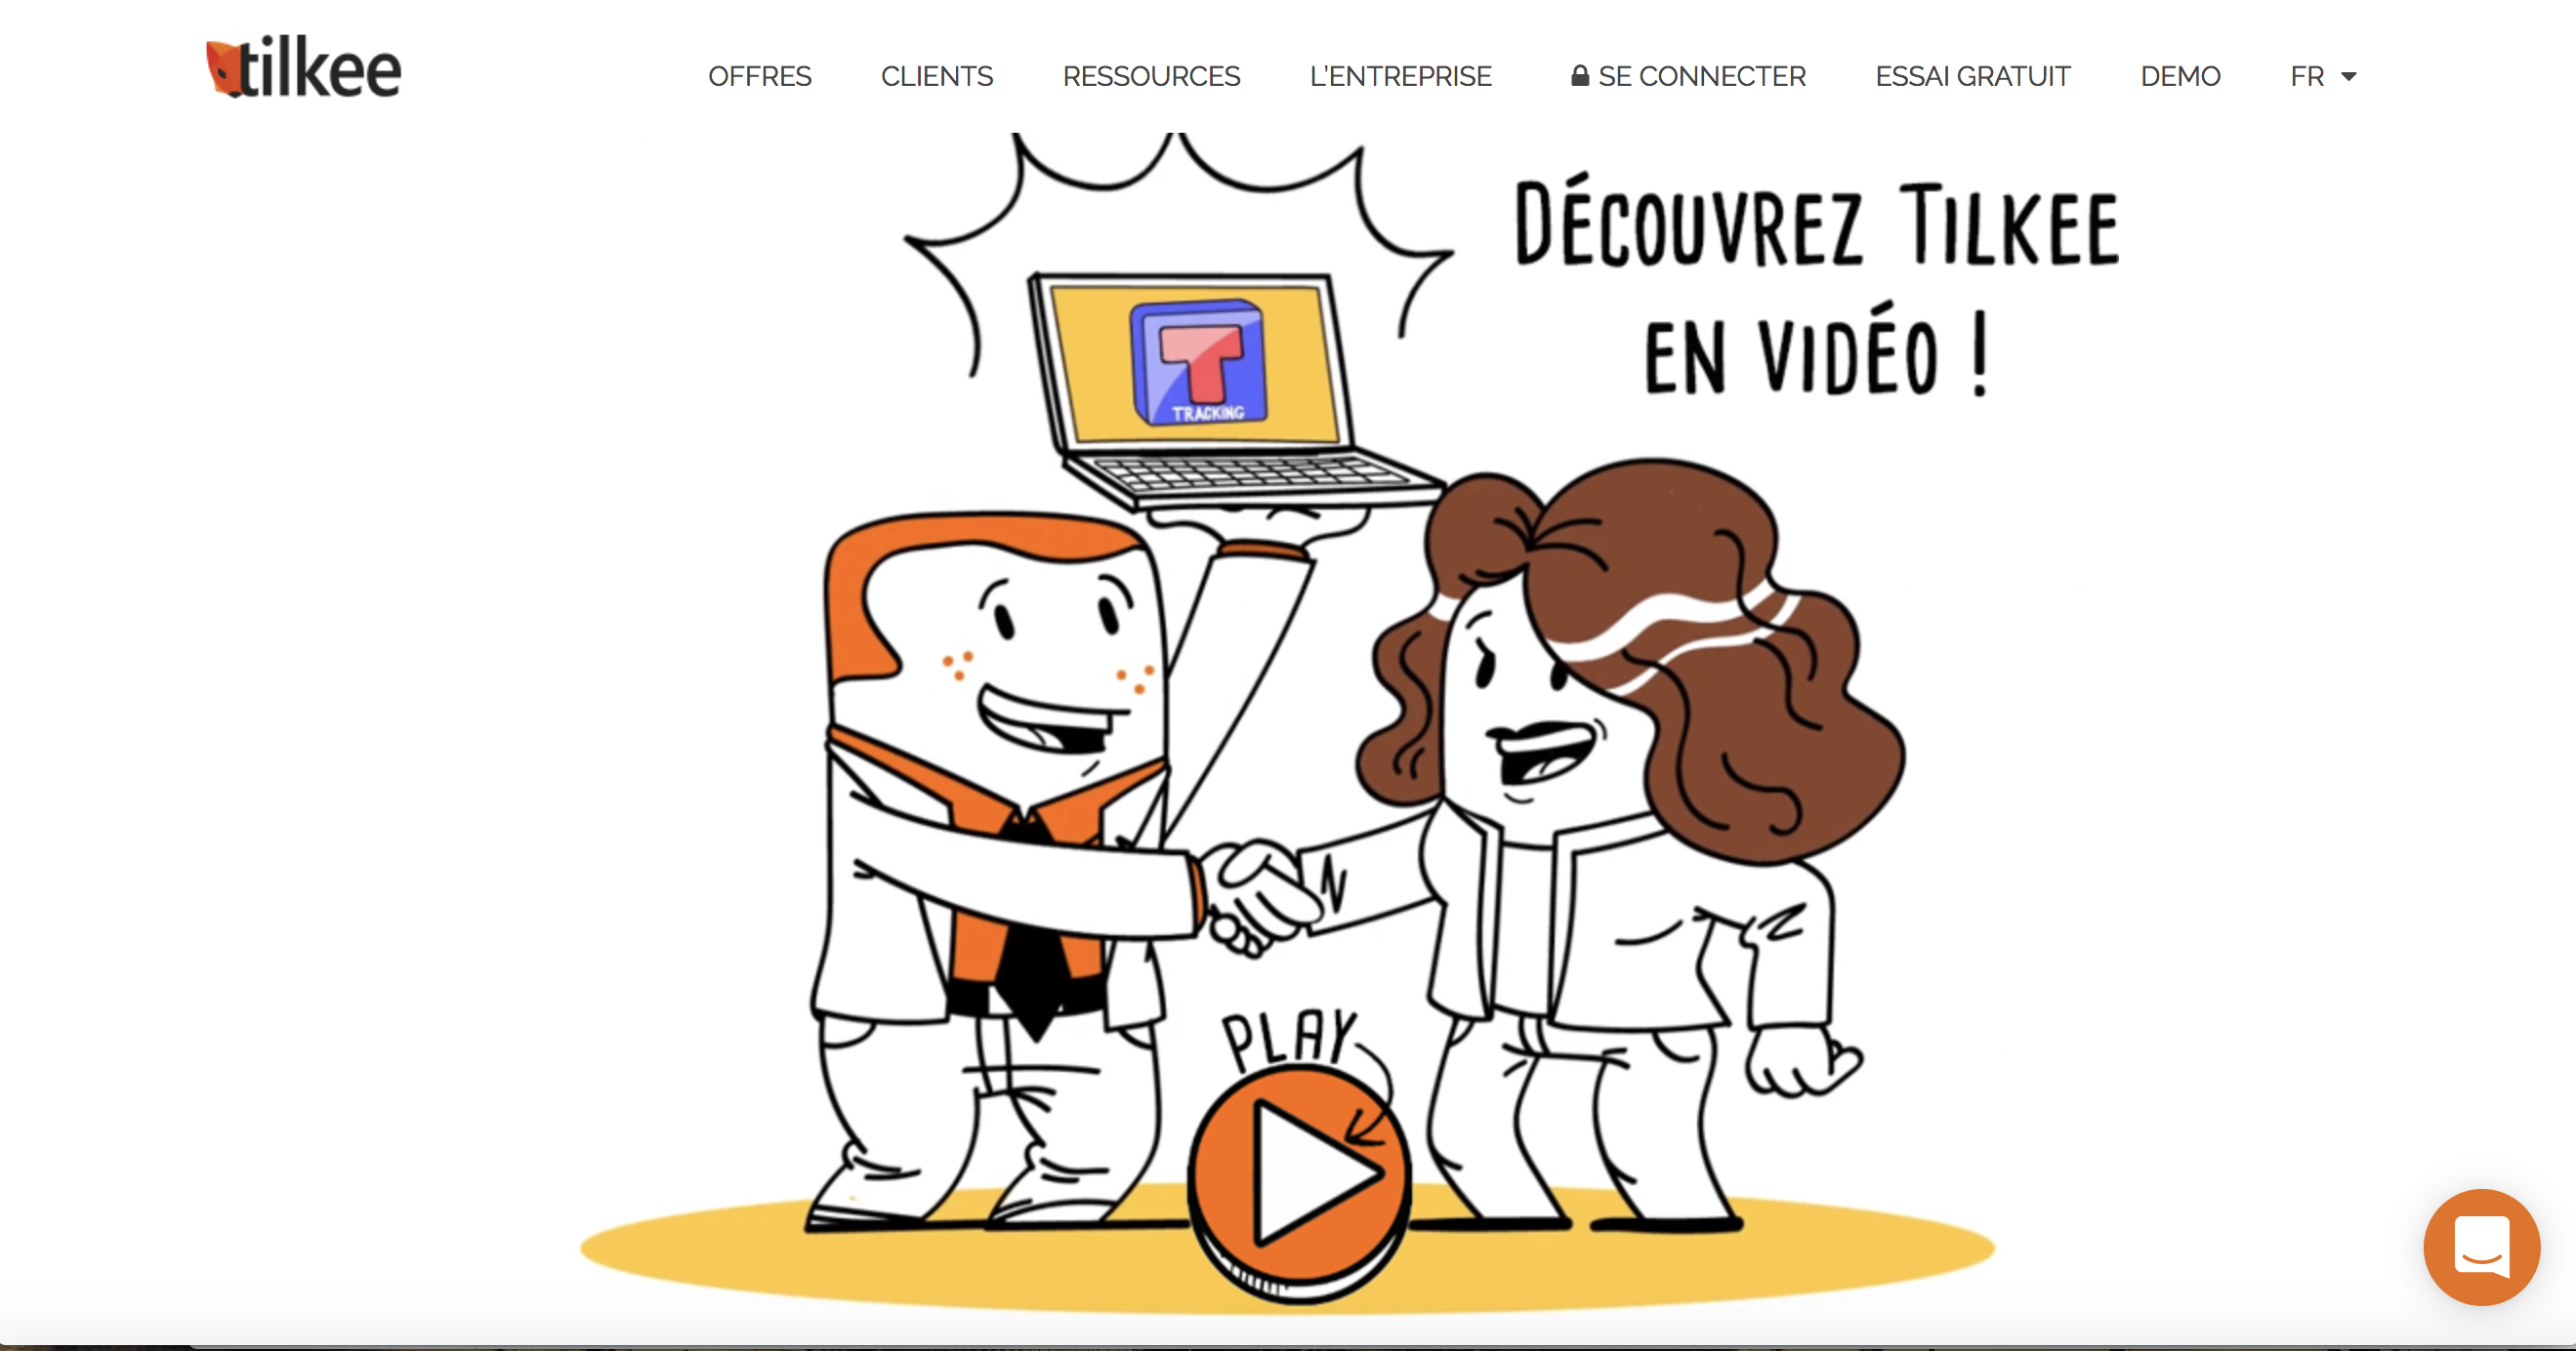 tilkee
OFFRES CLIENTS RESSOURCES L'ENTREPRISE SE CONNECTER ESSAI GRATUIT DEMO FR
DÉCOUVREZ TILKEE
EN VIDÉO !
T
TRACKING
PLAY